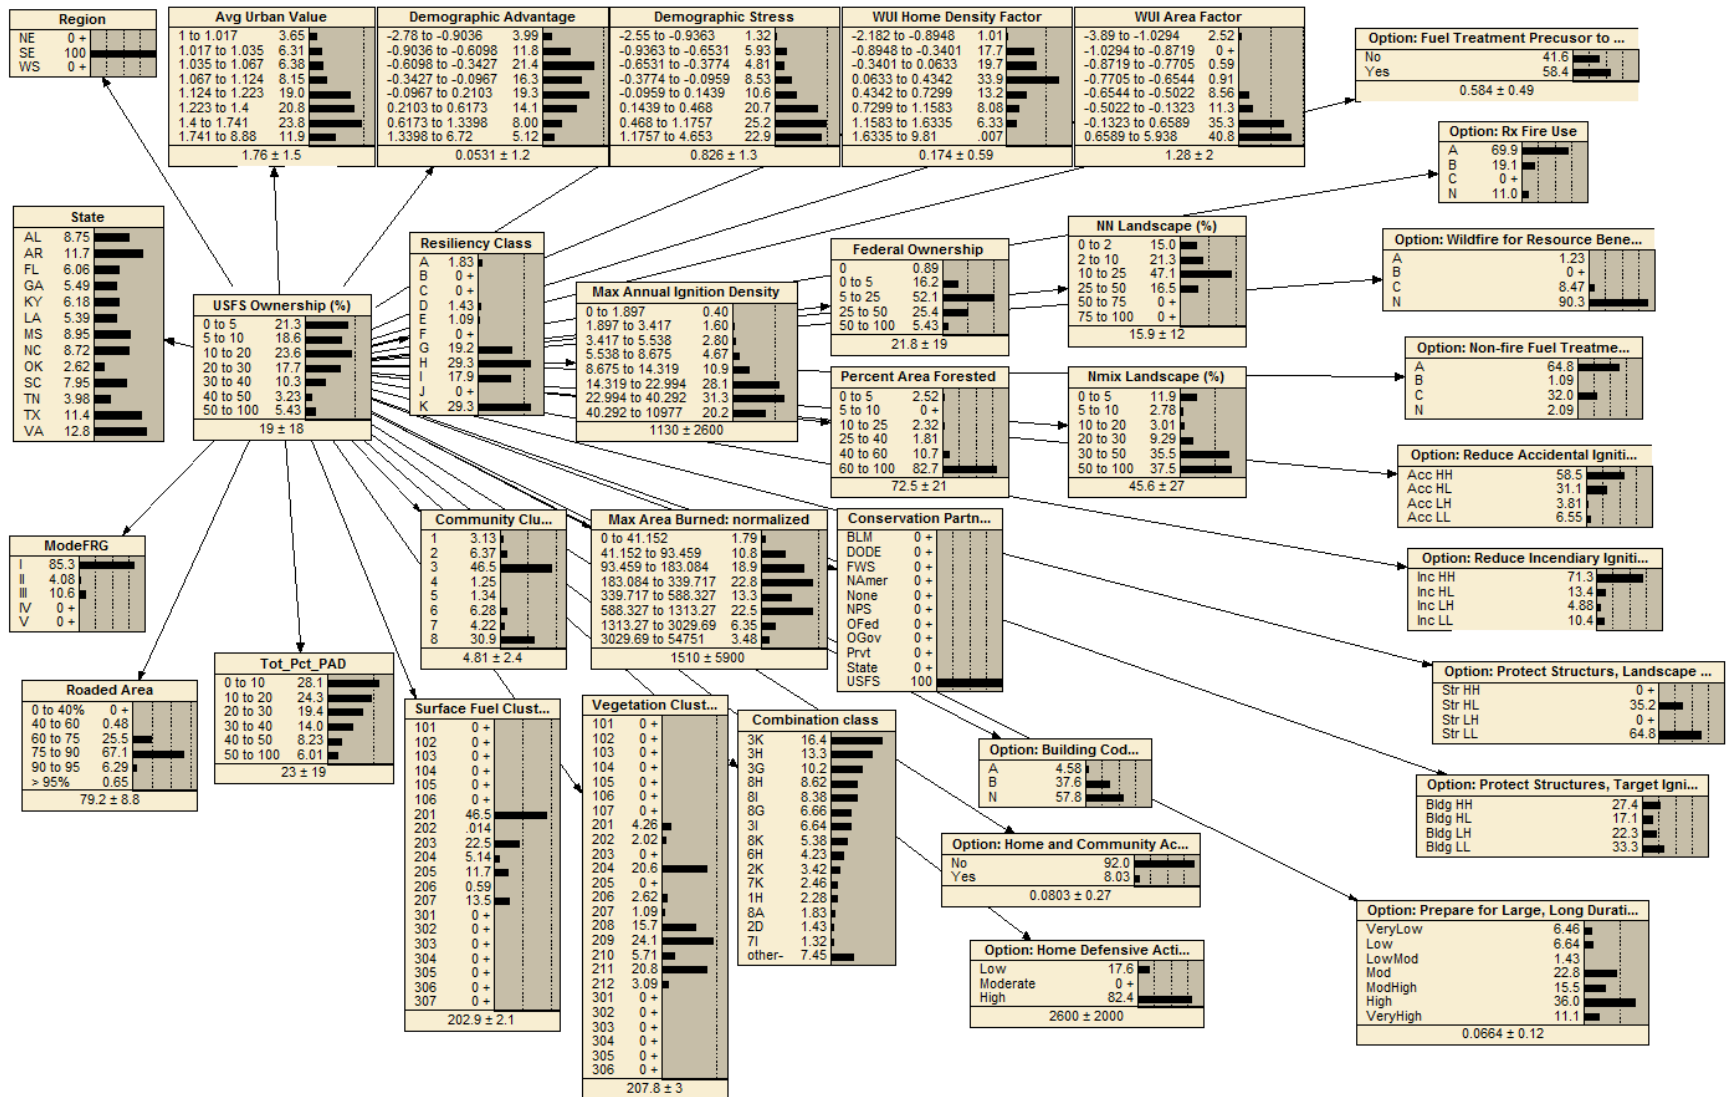 Region
NE 0 +
SE 100
WS 0 +
Avg Urban Value
1 to 1.017 3.65
1.017 to 1.035 6.31
1.035 to 1.067 6.38
1.067 to 1.124 8.15
1.124 to 1.223 19.0
1.223 to 1.4 20.8
1.4 to 1.741 23.8
1.741 to 8.88 11.9
1.76 ± 1.5
Demographic Advantage
-2.78 to -0.9036 3.99
-0.9036 to -0.6098 11.8
-0.6098 to -0.3427 21.4
-0.3427 to -0.0967 16.3
-0.0967 to 0.2103 19.3
0.2103 to 0.6173 14.1
0.6173 to 1.3398 8.00
1.3398 to 6.72 5.12
0.0531 ± 1.2
Demographic Stress
-2.55 to -0.9363 1.32
-0.9363 to -0.6531 5.93
-0.6531 to -0.3774 4.81
-0.3774 to -0.0959 8.53
-0.0959 to 0.1439 10.6
0.1439 to 0.468 20.7
0.468 to 1.1757 25.2
1.1757 to 4.653 22.9
0.826 ± 1.3
WUI Home Density Factor
-2.182 to -0.8948 1.01
-0.8948 to -0.3401 17.7
-0.3401 to 0.0633 19.7
0.0633 to 0.4342 33.9
0.4342 to 0.7299 13.2
0.7299 to 1.1583 8.08
1.1583 to 1.6335 6.33
1.6335 to 9.81 .007
0.174 ± 0.59
WUI Area Factor
-3.89 to -1.0294 2.52
-1.0294 to -0.8719 0 +
-0.8719 to -0.7705 0.59
-0.7705 to -0.6544 0.91
-0.6544 to -0.5022 8.56
-0.5022 to -0.1323 11.3
-0.1323 to 0.6589 35.3
0.6589 to 5.938 40.8
1.28 ± 2
Option: Fuel Treatment Precusor to ...
No 41.6
Yes 58.4
0.584 ± 0.49
Option: Rx Fire Use
A 69.9
B 19.1
C 0 +
N 11.0
State
AL 8.75
AR 11.7
FL 6.06
GA 5.49
KY 6.18
LA 5.39
MS 8.95
NC 8.72
OK 2.62
SC 7.95
TN 3.98
TX 11.4
VA 12.8
USFS Ownership (%)
0 to 5 21.3
5 to 10 18.6
10 to 20 23.6
20 to 30 17.7
30 to 40 10.3
40 to 50 3.23
50 to 100 5.43
19 ± 18
Resiliency Class
A 1.83
B 0 +
C 0 +
D 1.43
E 1.09
F 0 +
G 19.2
H 29.3
I 17.9
J 0 +
K 29.3
Max Annual Ignition Density
0 to 1.897 0.40
1.897 to 3.417 1.60
3.417 to 5.538 2.80
5.538 to 8.675 4.67
8.675 to 14.319 10.9
14.319 to 22.994 28.1
22.994 to 40.292 31.3
40.292 to 10977 20.2
1130 ± 2600
Federal Ownership
0 0.89
0 to 5 16.2
5 to 25 52.1
25 to 50 25.4
50 to 100 5.43
21.8 ± 19
NN Landscape (%)
0 to 2 15.0
2 to 10 21.3
10 to 25 47.1
25 to 50 16.5
50 to 75 0 +
75 to 100 0 +
15.9 ± 12
Option: Wildfire for Resource Bene...
A 1.23
B 0 +
C 8.47
N 90.3
Percent Area Forested
0 to 5 2.52
5 to 10 0 +
10 to 25 2.32
25 to 40 1.81
40 to 60 10.7
60 to 100 82.7
72.5 ± 21
Nmix Landscape (%)
0 to 5 11.9
5 to 10 2.78
10 to 20 3.01
20 to 30 9.29
30 to 50 35.5
50 to 100 37.5
45.6 ± 27
Option: Non-fire Fuel Treatme...
A 64.8
B 1.09
C 32.0
N 2.09
Option: Reduce Accidental Igniti...
Acc HH 58.5
Acc HL 31.1
Acc LH 3.81
Acc LL 6.55
ModeFRG
I 85.3
II 4.08
III 10.6
IV 0 +
V 0 +
Community Clu...
1 3.13
2 6.37
3 46.5
4 1.25
5 1.34
6 6.28
7 4.22
8 30.9
4.81 ± 2.4
Max Area Burned: normalized
0 to 41.152 1.79
41.152 to 93.459 10.8
93.459 to 183.084 18.9
183.084 to 339.717 22.8
339.717 to 588.327 13.3
588.327 to 1313.27 22.5
1313.27 to 3029.69 6.35
3029.69 to 54751 3.48
1510 ± 5900
Conservation Partn...
BLM 0 +
DODE 0 +
FWS 0 +
NAmer 0 +
None 0 +
NPS 0 +
OFed 0 +
OGov 0 +
Prvt 0 +
State 0 +
USFS 100
Option: Reduce Incendiary Igniti...
Inc HH 71.3
Inc HL 13.4
Inc LH 4.88
Inc LL 10.4
Option: Protect Structurs, Landscape ...
Str HH 0 +
Str HL 35.2
Str LH 0 +
Str LL 64.8
Roaded Area
0 to 40% 0 +
40 to 60 0.48
60 to 75 25.5
75 to 90 67.1
90 to 95 6.29
> 95% 0.65
79.2 ± 8.8
Tot_Pct_PAD
0 to 10 28.1
10 to 20 24.3
20 to 30 19.4
30 to 40 14.0
40 to 50 8.23
50 to 100 6.01
23 ± 19
Surface Fuel Clust...
101 0 +
102 0 +
103 0 +
104 0 +
105 0 +
106 0 +
201 46.5
202 .014
203 22.5
204 5.14
205 11.7
206 0.59
207 13.5
301 0 +
302 0 +
303 0 +
304 0 +
305 0 +
306 0 +
307 0 +
202.9 ± 2.1
Vegetation Clust...
101 0 +
102 0 +
103 0 +
104 0 +
105 0 +
106 0 +
107 0 +
201 4.26
202 2.02
203 0 +
204 20.6
205 0 +
206 2.62
207 1.09
208 15.7
209 24.1
210 5.71
211 20.8
212 3.09
301 0 +
302 0 +
303 0 +
304 0 +
305 0 +
306 0 +
207.8 ± 3
Combination class
3K 16.4
3H 13.3
3G 10.2
8H 8.62
8I 8.38
8G 6.66
3I 6.64
8K 5.38
6H 4.23
2K 3.42
7K 2.46
1H 2.28
8A 1.83
2D 1.43
7I 1.32
other- 7.45
Option: Building Cod...
A 4.58
B 37.6
N 57.8
Option: Home and Community Ac...
No 92.0
Yes 8.03
0.0803 ± 0.27
Option: Home Defensive Acti...
Low 17.6
Moderate 0 +
High 82.4
2600 ± 2000
Option: Protect Structures, Target Igni...
Bldg HH 27.4
Bldg HL 17.1
Bldg LH 22.3
Bldg LL 33.3
Option: Prepare for Large, Long Durati...
VeryLow 6.46
Low 6.64
LowMod 1.43
Mod 22.8
ModHigh 15.5
High 36.0
VeryHigh 11.1
0.0664 ± 0.12